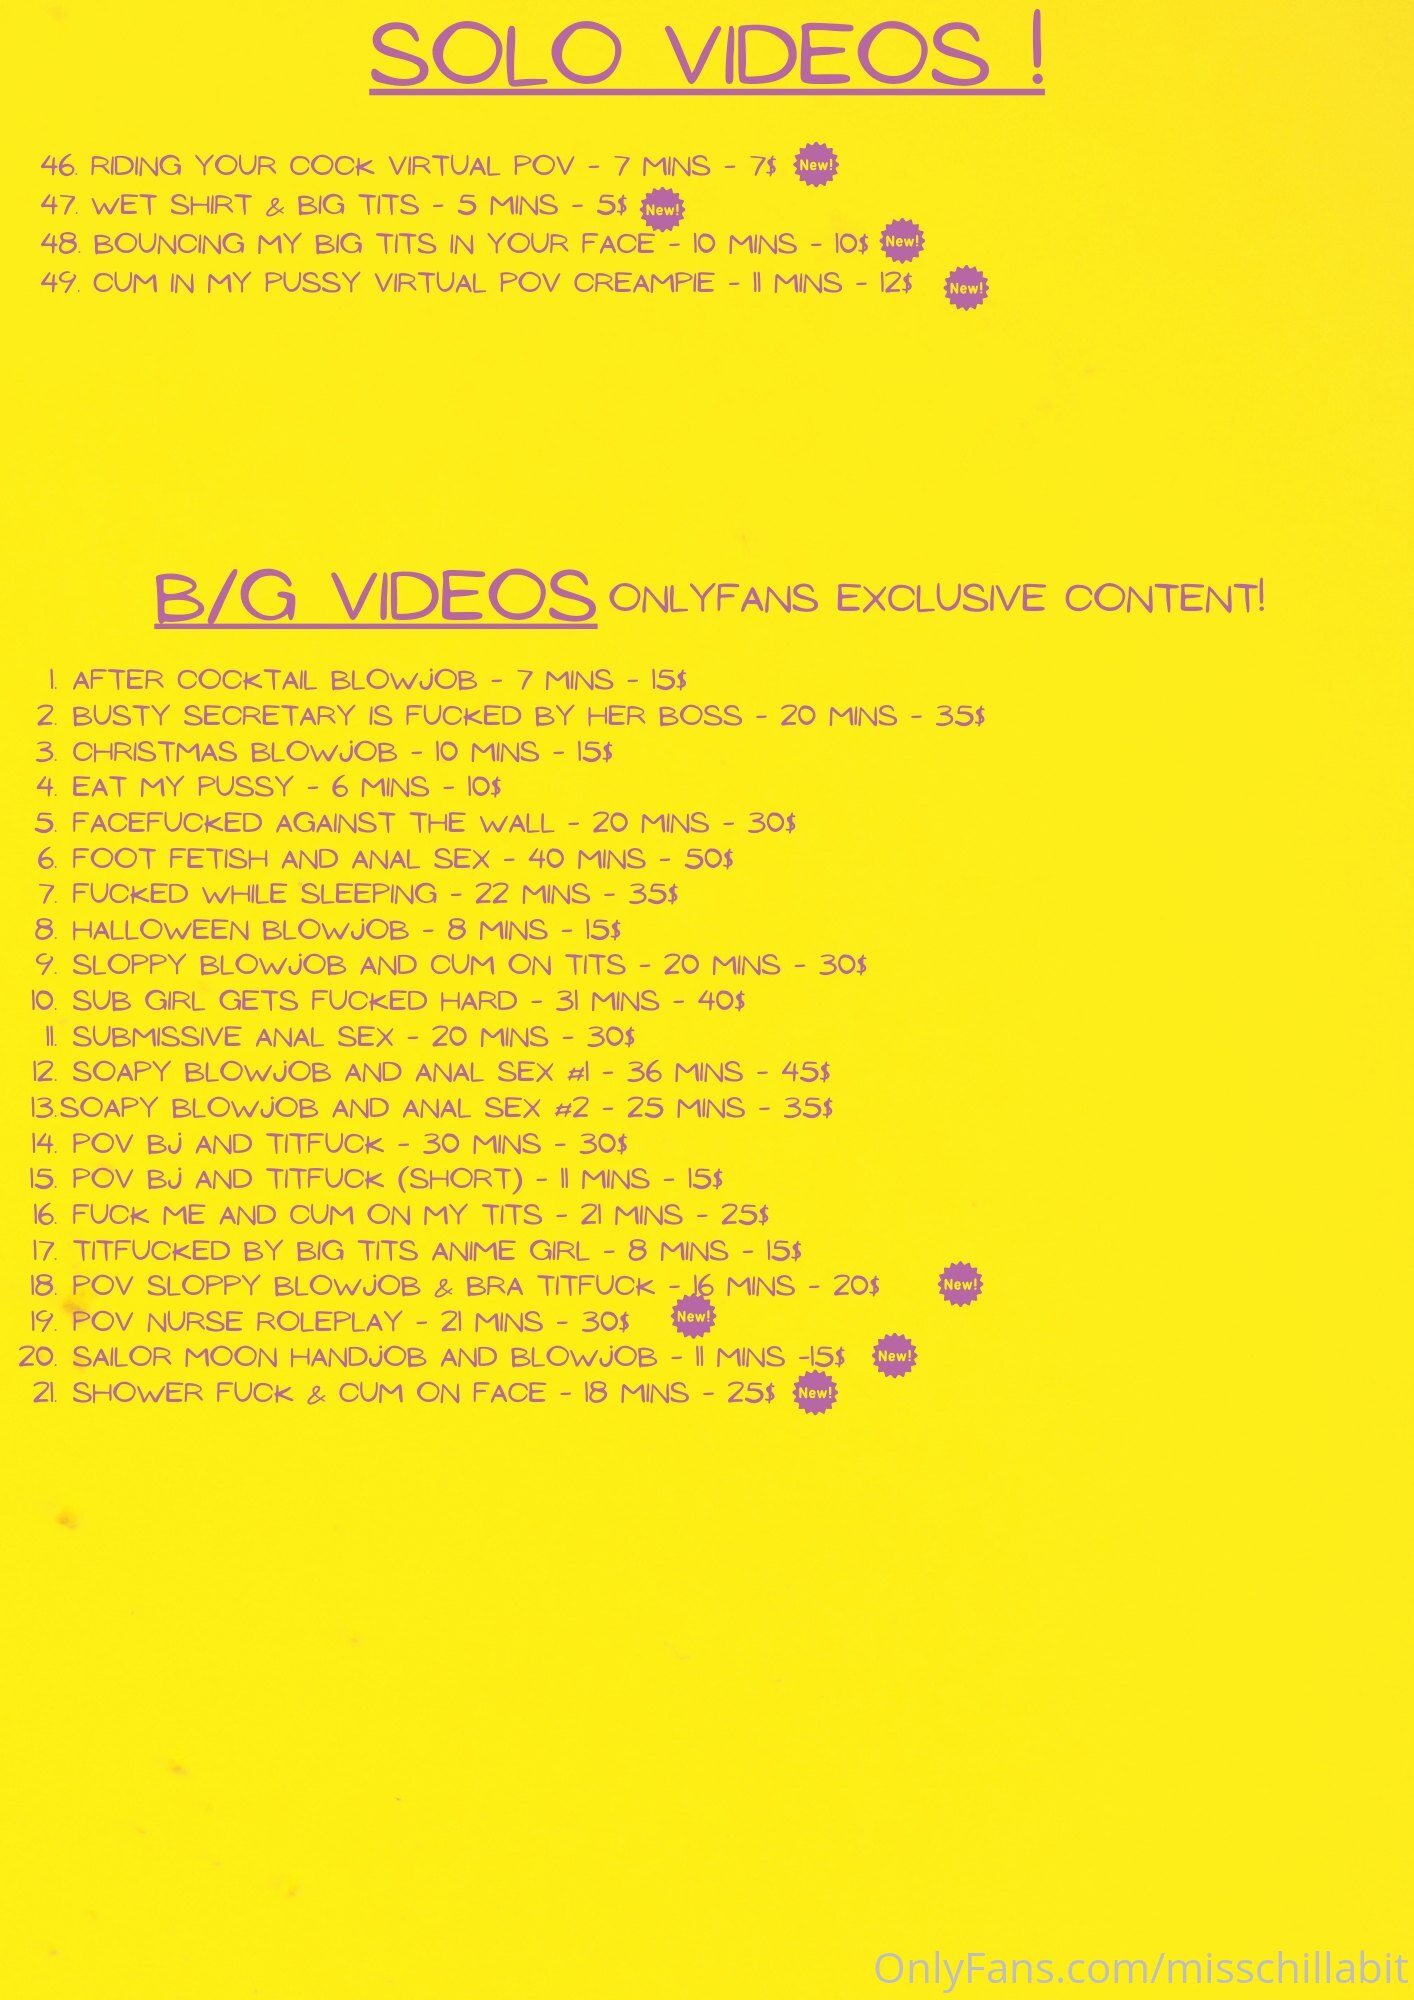 SOLO VIDEOS !
46. RIDING YOUR COCK VIRTUAL POV - 7 MINS - 7$ New!
47. WET SHIRT & BIG TITS - 5 MINS - 5$ New!
48. BOUNCING MY BIG TITS IN YOUR FACE - 10 MINS - 10$ New!
49. CUM IN MY PUSSY VIRTUAL POV CREAMPIE - 11 MINS - 12$ New!
B/G VIDEOS ONLYFANS EXCLUSIVE CONTENT!
1. AFTER COCKTAIL BLOWJOB - 7 MINS - 15$
2. BUSTY SECRETARY IS FUCKED BY HER BOSS - 20 MINS - 35$
3. CHRISTMAS BLOWJOB - 10 MINS - 15$
4. EAT MY PUSSY - 6 MINS - 10$
5. FACEFUCKED AGAINST THE WALL - 20 MINS - 30$
6. FOOT FETISH AND ANAL SEX - 40 MINS - 50$
7. FUCKED WHILE SLEEPING - 22 MINS - 35$
8. HALLOWEEN BLOWJOB - 8 MINS - 15$
9. SLOPPY BLOWJOB AND CUM ON TITS - 20 MINS - 30$
10. SUB GIRL GETS FUCKED HARD - 31 MINS - 40$
11. SUBMISSIVE ANAL SEX - 20 MINS - 30$
12. SOAPY BLOWJOB AND ANAL SEX #1 - 36 MINS - 45$
13.SOAPY BLOWJOB AND ANAL SEX #2 - 25 MINS - 35$
14. POV BJ AND TITFUCK - 30 MINS - 30$
15. POV BJ AND TITFUCK (SHORT) - 11 MINS - 15$
16. FUCK ME AND CUM ON MY TITS - 21 MINS - 25$
17. TITFUCKED BY BIG TITS ANIME GIRL - 8 MINS - 15$
18. POV SLOPPY BLOWJOB & BRA TITFUCK - 16 MINS - 20$ New!
19. POV NURSE ROLEPLAY - 21 MINS - 30$ New!
20. SAILOR MOON HANDJOB AND BLOWJOB - 11 MINS -15$ New!
21. SHOWER FUCK & CUM ON FACE - 18 MINS - 25$ New!
OnlyFans.com/misschillabit